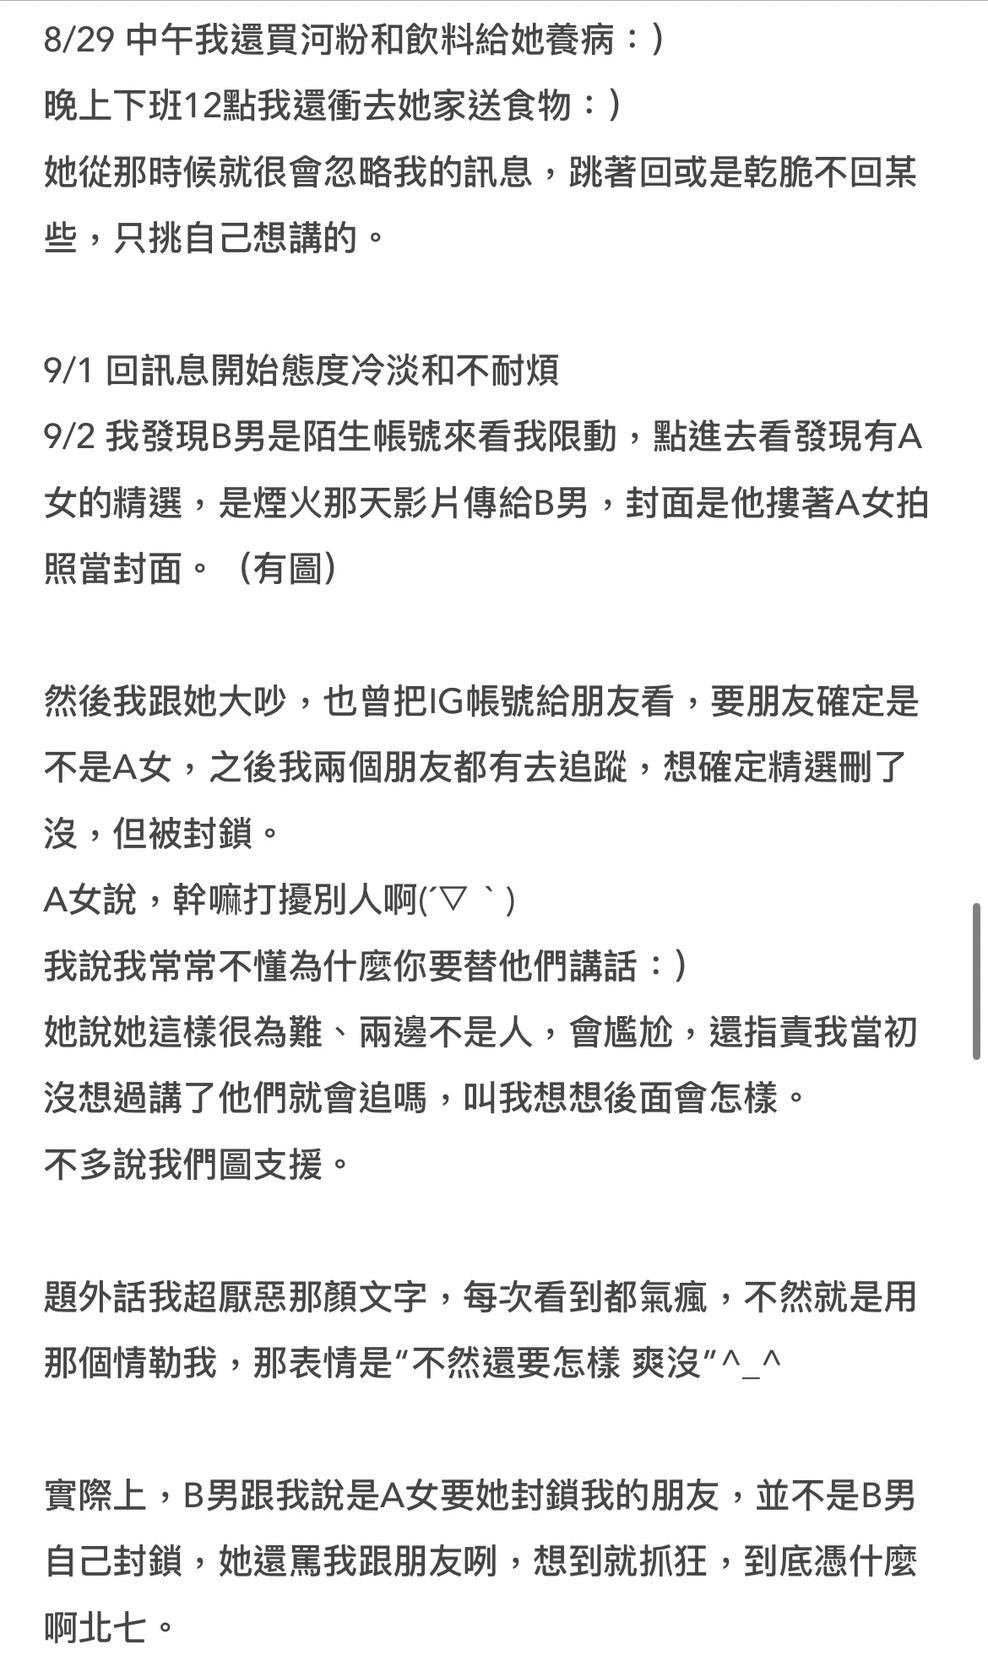 8/29 中午我還買河粉和飲料給她養病：）
晚上下班12點我還衝去她家送食物：）
她從那時候就很會忽略我的訊息，跳著回或是乾脆不回某
些，只挑自己想講的。
9/1 回訊息開始態度冷淡和不耐煩
9/2 我發現B男是陌生帳號來看我限動，點進去看發現有A
女的精選，是煙火那天影片傳給B男，封面是他摟著A女拍
照當封面。（有圖）
然後我跟她大吵，也曾把IG帳號給朋友看，要朋友確定是
不是A女，之後我兩個朋友都有去追蹤，想確定精選刪了
沒，但被封鎖。
A女說，幹嘛打擾別人啊(´▽｀)
我說我常常不懂為什麼你要替他們講話：）
她說她這樣很為難、兩邊不是人，會尷尬，還指責我當初
沒想過講了他們就會追嗎，叫我想想後面會怎樣。
不多說我們圖支援。
題外話我超厭惡那顏文字，每次看到都氣瘋，不然就是用
那個情勒我，那表情是“不然還要怎樣 爽沒”^_^
實際上，B男跟我說是A女要她封鎖我的朋友，並不是B男
自己封鎖，她還罵我跟朋友咧，想到就抓狂，到底憑什麼
啊北七。